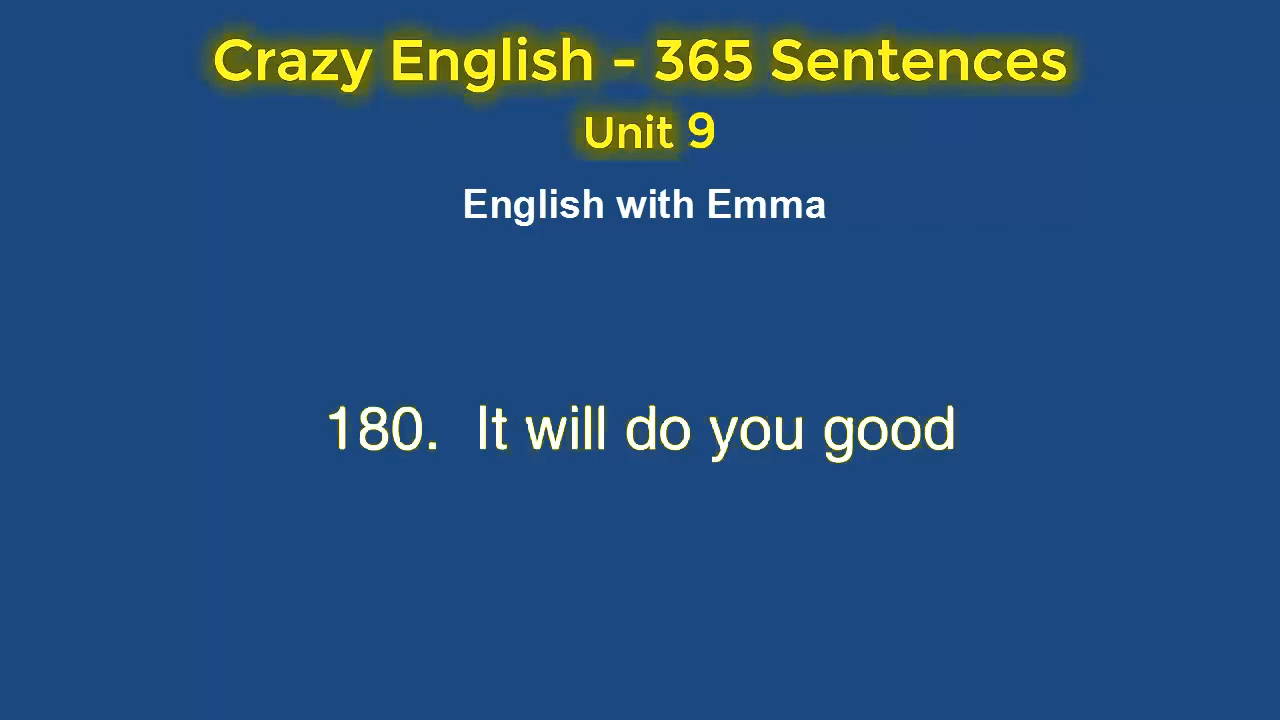 Crazy English - 365 Sentences
Unit 9
English with Emma
180. It will do you good